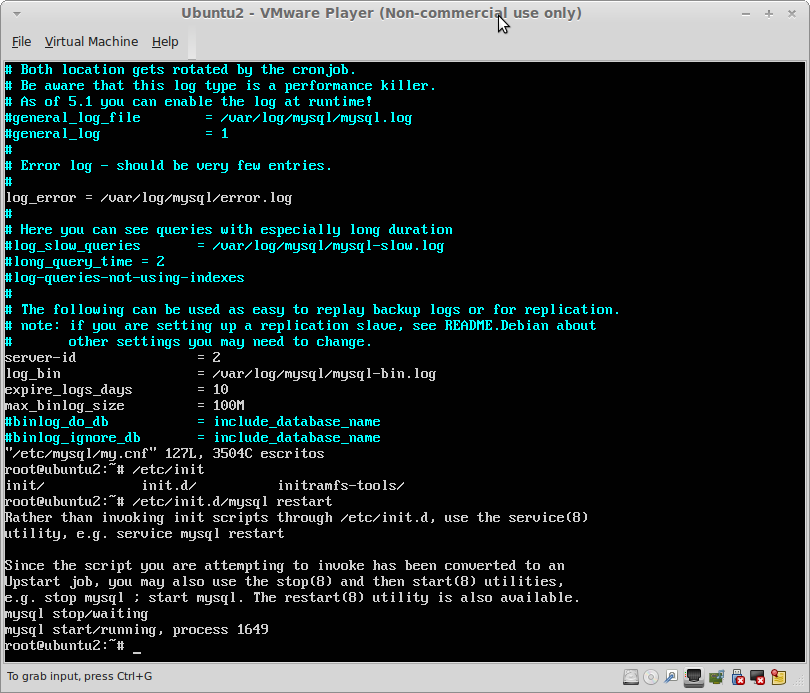 Ubuntu2 - VMware Player (Non-commercial use only)
File Virtual Machine Help
# Both location gets rotated by the cronjob.
# Be aware that this log type is a performance killer.
# As of 5.1 you can enable the log at runtime!
#general_log_file        = /var/log/mysql/mysql.log
#general_log             = 1
#
# Error log - should be very few entries.
#
log_error = /var/log/mysql/error.log
#
# Here you can see queries with especially long duration
#log_slow_queries       = /var/log/mysql/mysql-slow.log
#long_query_time = 2
#log-queries-not-using-indexes
#
# The following can be used as easy to replay backup logs or for replication.
# note: if you are setting up a replication slave, see README.Debian about
#       other settings you may need to change.
server-id               = 2
log_bin                 = /var/log/mysql/mysql-bin.log
expire_logs_days        = 10
max_binlog_size         = 100M
#binlog_do_db           = include_database_name
#binlog_ignore_db       = include_database_name
"/etc/mysql/my.cnf" 127L, 3504C escritos
root@ubuntu2:~# /etc/init
init/            init.d/          initramfs-tools/
root@ubuntu2:~# /etc/init.d/mysql restart
Rather than invoking init scripts through /etc/init.d, use the service(8)
utility, e.g. service mysql restart
Since the script you are attempting to invoke has been converted to an
Upstart job, you may also use the stop(8) and then start(8) utilities,
e.g. stop mysql ; start mysql. The restart(8) utility is also available.
mysql stop/waiting
mysql start/running, process 1649
root@ubuntu2:~# _
To grab input, press Ctrl+G